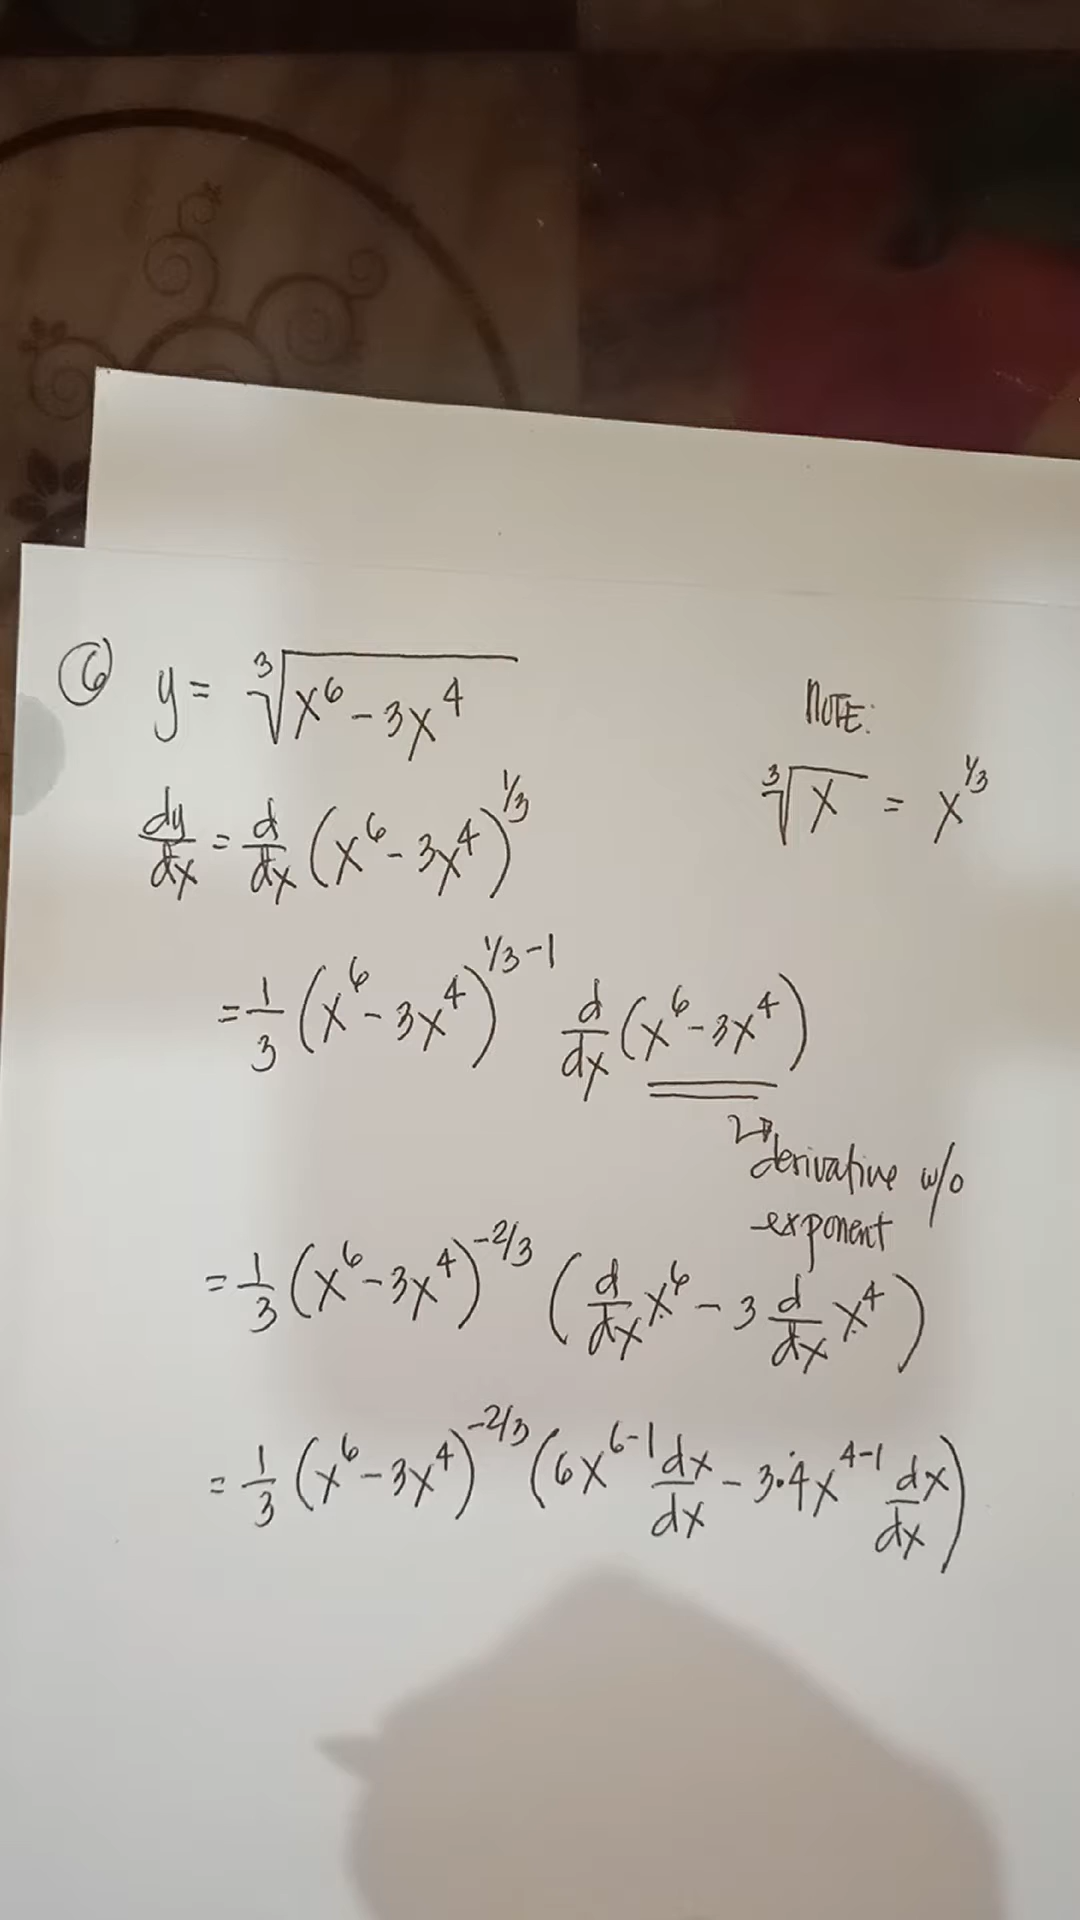 ⑥ y = ∛(x⁶ - 3x⁴)
NOTE:
∛x = x^(1/3)
dy/dx = d/dx (x⁶ - 3x⁴)^(1/3)
= 1/3 (x⁶ - 3x⁴)^(1/3 - 1) d/dx (x⁶ - 3x⁴)
derivative w/o
exponent
= 1/3 (x⁶ - 3x⁴)^(-2/3) (d/dx x⁶ - 3 d/dx x⁴)
= 1/3 (x⁶ - 3x⁴)^(-2/3) (6x^(6-1) dx/dx - 3·4x^(4-1) dx/dx)